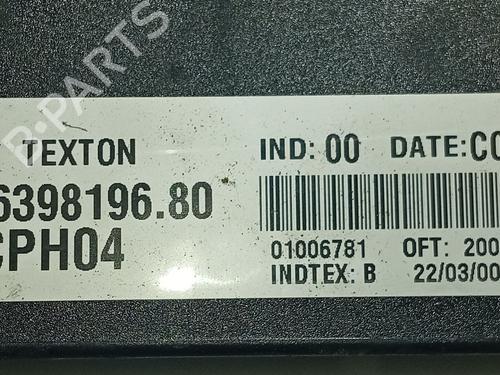 B-PARTS
TEXTON
IND: 00 DATE:CO
6398196.80
CPH04
01006781 OFT: 200
INDTEX: B 22/03/00